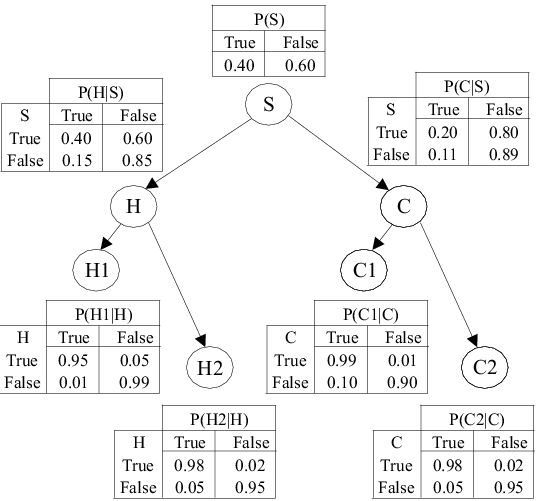 P(S)
True False
0.40 0.60
S
P(H|S)
S True False
True 0.40 0.60
False 0.15 0.85
P(C|S)
S True False
True 0.20 0.80
False 0.11 0.89
H
C
H1
C1
P(H1|H)
H True False
True 0.95 0.05
False 0.01 0.99
H2
P(C1|C)
C True False
True 0.99 0.01
False 0.10 0.90
C2
P(H2|H)
H True False
True 0.98 0.02
False 0.05 0.95
P(C2|C)
C True False
True 0.98 0.02
False 0.05 0.95